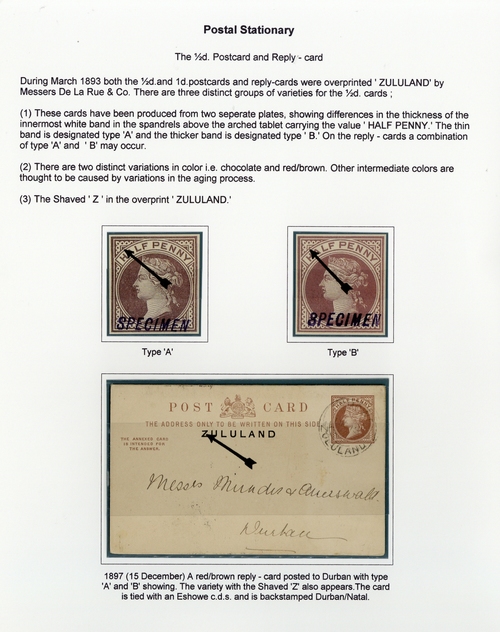 Postal Stationary
The ½d. Postcard and Reply - card
During March 1893 both the ½d.and 1d.postcards and reply-cards were overprinted ' ZULULAND' by
Messers De La Rue & Co. There are three distinct groups of varieties for the ½d. cards ;
(1) These cards have been produced from two seperate plates, showing differences in the thickness of the
innermost white band in the spandrels above the arched tablet carrying the value ' HALF PENNY.' The thin
band is designated type 'A' and the thicker band is designated type ' B.' On the reply - cards a combination
of type 'A' and ' B' may occur.
(2) There are two distinct variations in color i.e. chocolate and red/brown. Other intermediate colors are
thought to be caused by variations in the aging process.
(3) The Shaved ' Z ' in the overprint ' ZULULAND.'
HALF PENNY
SPECIMEN
HALF PENNY
SPECIMEN
Type 'A'
Type 'B'
POST CARD
THE ADDRESS ONLY TO BE WRITTEN ON THIS SIDE
HALF PENNY
ZULULAND
ZULULAND
THE ANNEXED CARD
IS INTENDED FOR
THE ANSWER.
Messrs
Durban
1897 (15 December) A red/brown reply - card posted to Durban with type
'A' and 'B' showing. The variety with the Shaved 'Z' also appears.The card
is tied with an Eshowe c.d.s. and is backstamped Durban/Natal.